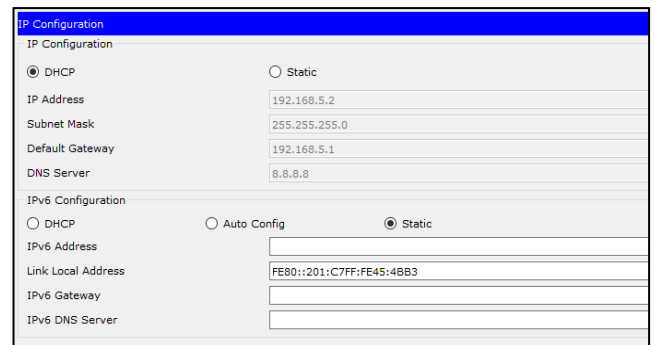 IP Configuration
IP Configuration
DHCP Static
IP Address 192.168.5.2
Subnet Mask 255.255.255.0
Default Gateway 192.168.5.1
DNS Server 8.8.8.8
IPv6 Configuration
DHCP Auto Config Static
IPv6 Address
Link Local Address FE80::201:C7FF:FE45:4BB3
IPv6 Gateway
IPv6 DNS Server